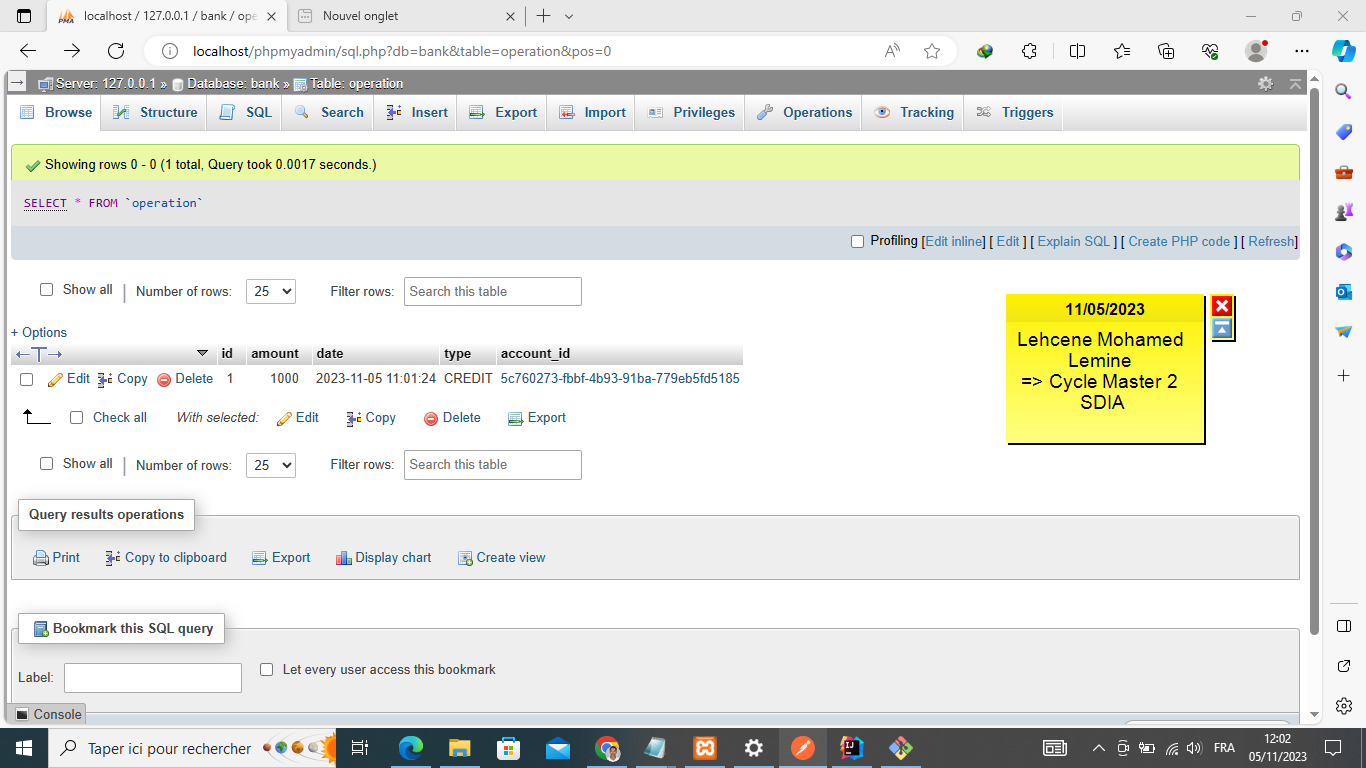 localhost / 127.0.0.1 / bank / ope
Nouvel onglet
localhost/phpmyadmin/sql.php?db=bank&table=operation&pos=0
Server: 127.0.0.1 » Database: bank » Table: operation
Browse Structure SQL Search Insert Export Import Privileges Operations Tracking Triggers
Showing rows 0 - 0 (1 total, Query took 0.0017 seconds.)
SELECT * FROM `operation`
Profiling [Edit inline] [ Edit ] [ Explain SQL ] [ Create PHP code ] [ Refresh]
Show all | Number of rows: 25 Filter rows: Search this table
11/05/2023
Lehcene Mohamed
Lemine
=> Cycle Master 2
SDIA
+ Options
id amount date type account_id
Edit Copy Delete 1 1000 2023-11-05 11:01:24 CREDIT 5c760273-fbbf-4b93-91ba-779eb5fd5185
Check all With selected: Edit Copy Delete Export
Show all | Number of rows: 25 Filter rows: Search this table
Query results operations
Print Copy to clipboard Export Display chart Create view
Bookmark this SQL query
Label: Let every user access this bookmark
Console
Taper ici pour rechercher
FRA
12:02
05/11/2023